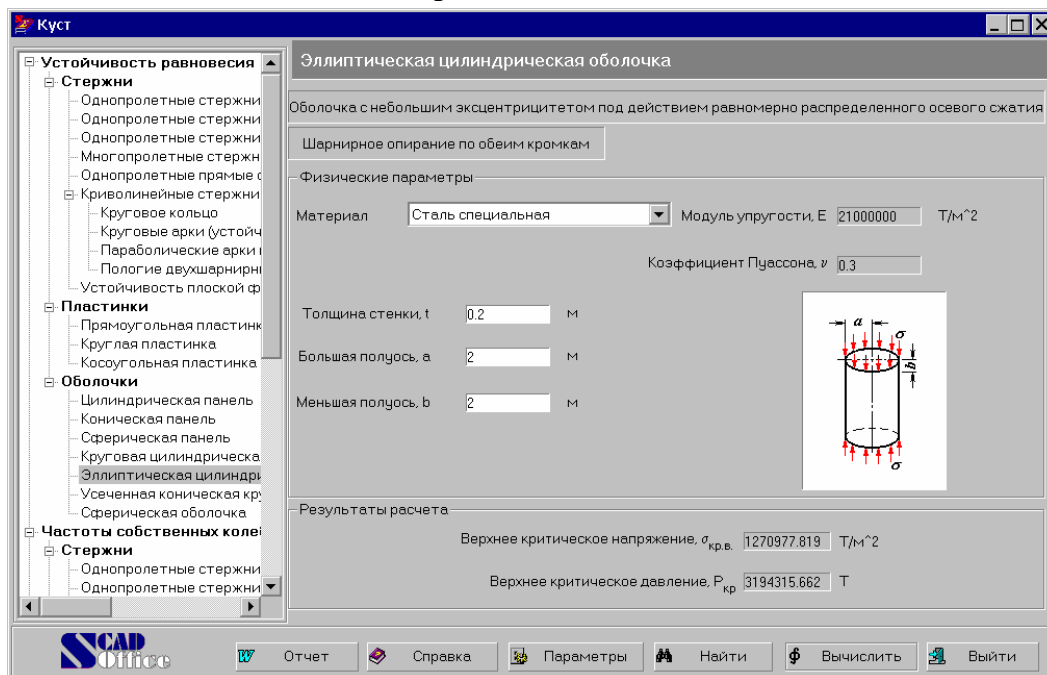 Куст
Устойчивость равновесия
Стержни
Однопролетные стержни
Однопролетные стержни
Однопролетные стержни
Многопролетные стержн
Однопролетные прямые с
Криволинейные стержни
Круговое кольцо
Круговые арки (устойч
Параболические арки
Пологие двухшарнирн
Устойчивость плоской ф
Пластинки
Прямоугольная пластинк
Круглая пластинка
Косоугольная пластинка
Оболочки
Цилиндрическая панель
Коническая панель
Сферическая панель
Круговая цилиндрическа
Эллиптическая цилиндри
Усеченная коническая кру
Сферическая оболочка
Частоты собственных колеб
Стержни
Однопролетные стержни
Однопролетные стержни
Эллиптическая цилиндрическая оболочка
Оболочка с небольшим эксцентрицитетом под действием равномерно распределенного осевого сжатия
Шарнирное опирание по обеим кромкам
Физические параметры
Материал Сталь специальная Модуль упругости, E 21000000 Т/м^2
Коэффициент Пуассона, ν 0.3
Толщина стенки, t 0.2 м
Большая полуось, a 2 м
Меньшая полуось, b 2 м
a
σ
b
σ
Результаты расчета
Верхнее критическое напряжение, σкр.в. 1270977.819 Т/м^2
Верхнее критическое давление, Pкр 3194315.662 Т
SCAD Office
W Отчет Справка Параметры Найти Вычислить Выйти